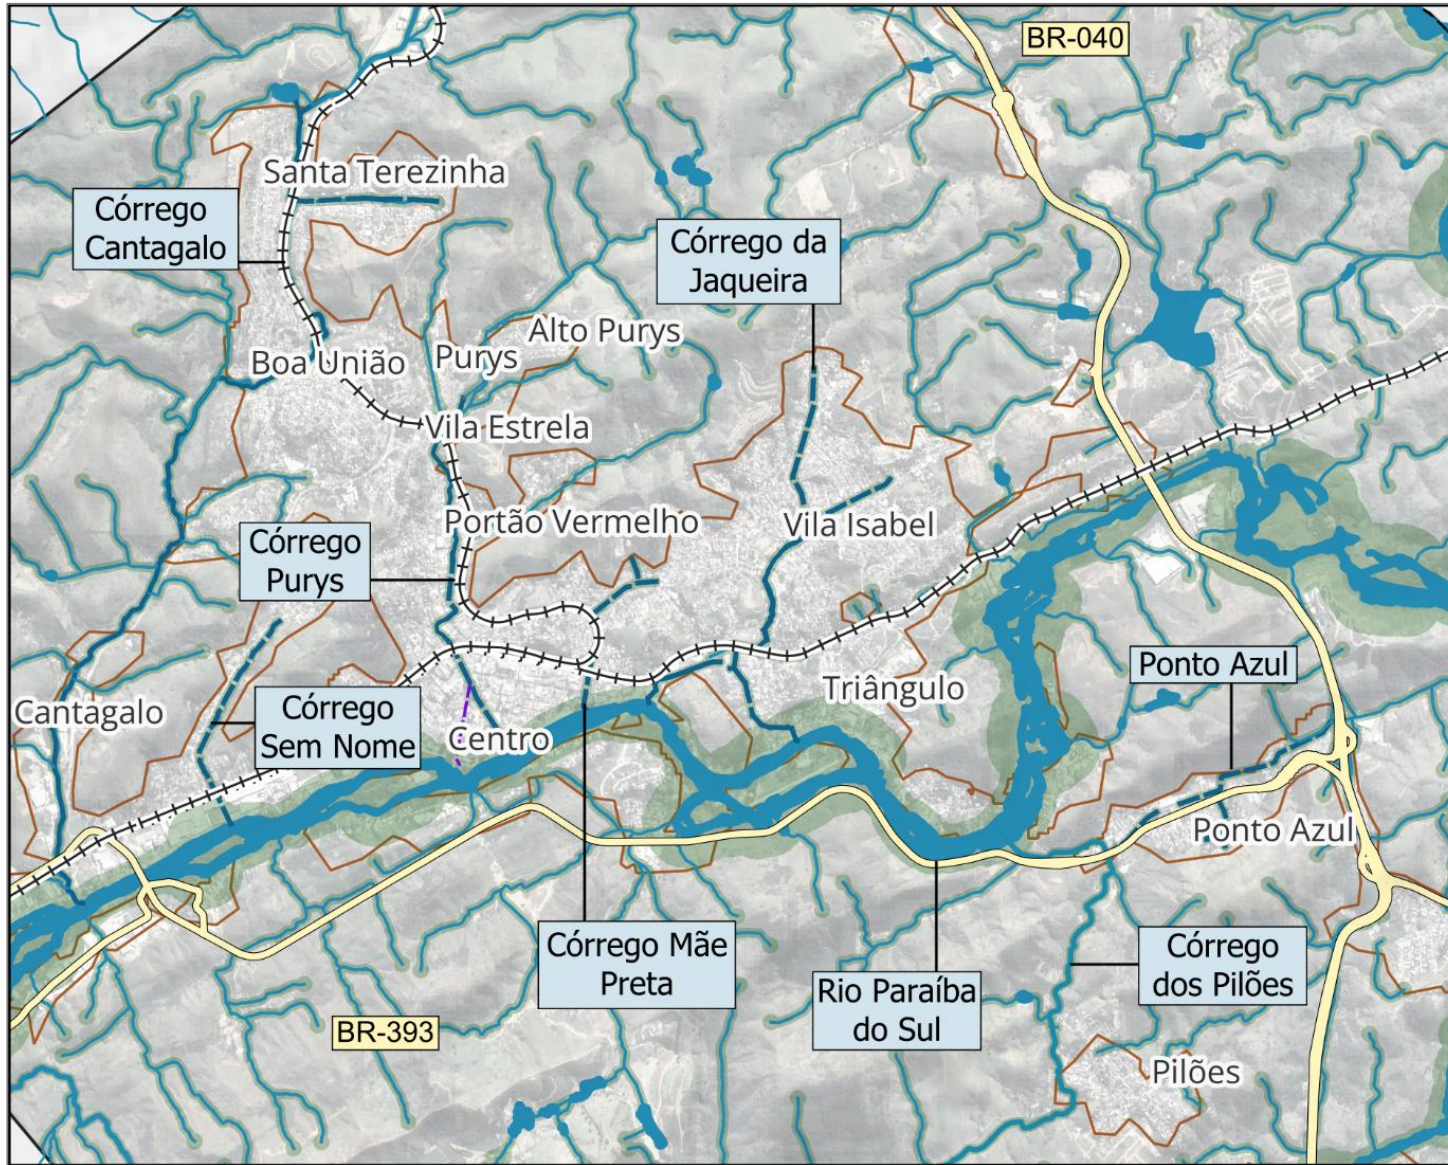 BR-040
Santa Terezinha
Córrego
Cantagalo
Córrego da
Jaqueira
Alto Purys
Purys
Boa União
Vila Estrela
Portão Vermelho
Vila Isabel
Córrego
Purys
Ponto Azul
Triângulo
Cantagalo
Córrego
Sem Nome
Centro
Ponto Azul
Córrego Mãe
Preta
Rio Paraíba
do Sul
Córrego
dos Pilões
BR-393
Pilões